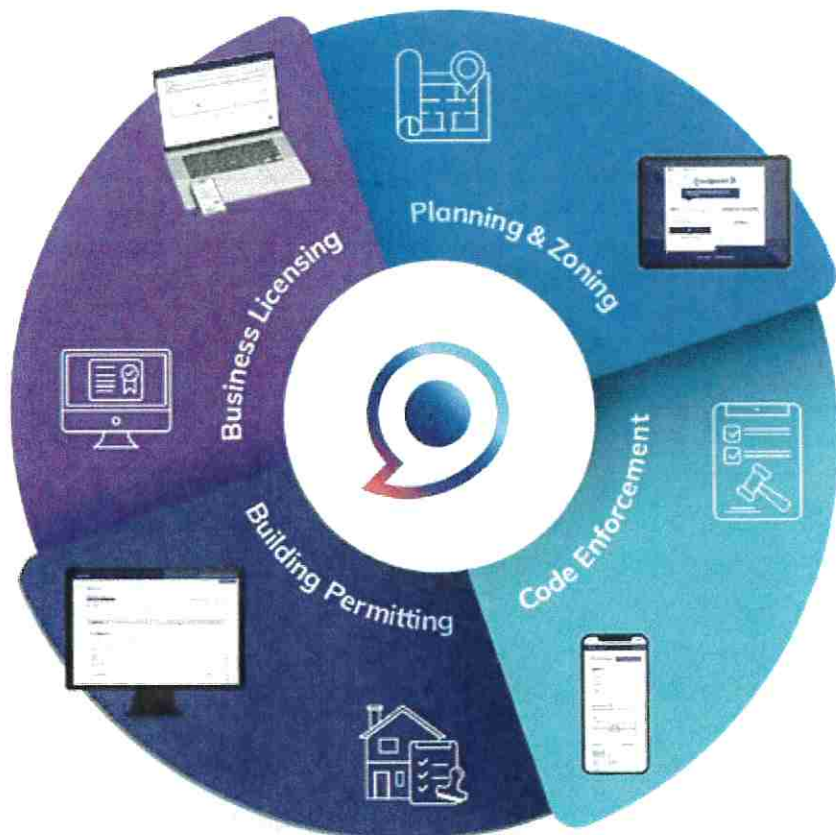 Planning & Zoning
Business Licensing
Code Enforcement
Building Permitting